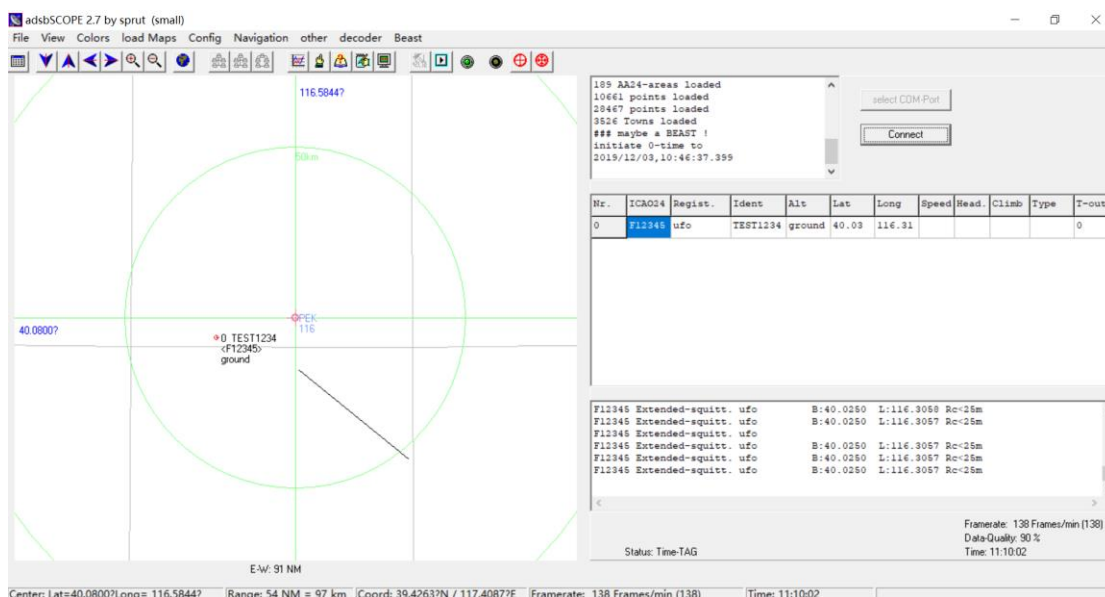 adsbSCOPE 2.7 by sprut (small)
File View Colors load Maps Config Navigation other decoder Beast
116.5844?
50km
PEK
116
40.0800?
0 TEST1234
<F12345>
ground
E-W: 91 NM
189 AA24-areas loaded
10661 points loaded
28467 points loaded
3526 Towns loaded
### maybe a BEAST !
initiate 0-time to
2019/12/03,10:46:37.399
select COM-Port
Connect
Nr. ICAO24 Regist. Ident Alt Lat Long Speed Head. Climb Type T-out
0 F12345 ufo TEST1234 ground 40.03 116.31 0
F12345 Extended-squitt. ufo B:40.0250 L:116.3058 Rc<25m
F12345 Extended-squitt. ufo B:40.0250 L:116.3057 Rc<25m
F12345 Extended-squitt. ufo
F12345 Extended-squitt. ufo B:40.0250 L:116.3057 Rc<25m
F12345 Extended-squitt. ufo B:40.0250 L:116.3057 Rc<25m
F12345 Extended-squitt. ufo B:40.0250 L:116.3057 Rc<25m
Framerate: 138 Frames/min (138)
Data-Quality: 90 %
Status: Time-TAG Time: 11:10:02
Center: Lat=40.0800?Long= 116.5844? Range: 54 NM = 97 km Coord: 39.4263?N / 117.4087?E Framerate: 138 Frames/min (138) Time: 11:10:02